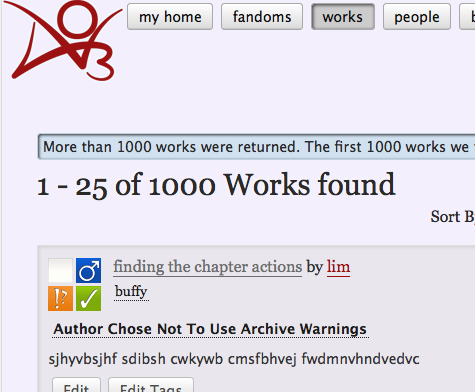 my home fandoms works people
More than 1000 works were returned. The first 1000 works we
1 - 25 of 1000 Works found
Sort B
finding the chapter actions by lim
buffy
Author Chose Not To Use Archive Warnings
sjhyvbsjhf sdibsh cwkywb cmsfbhvej fwdmnvhndvedvc
Edit Edit Tags